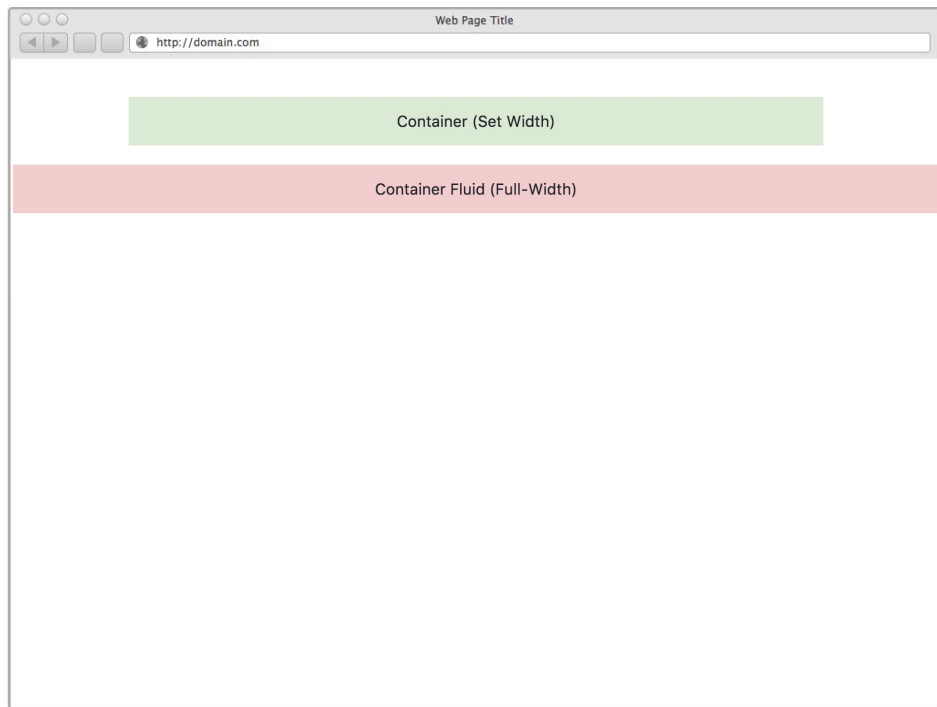 Web Page Title
http://domain.com
Container (Set Width)
Container Fluid (Full-Width)